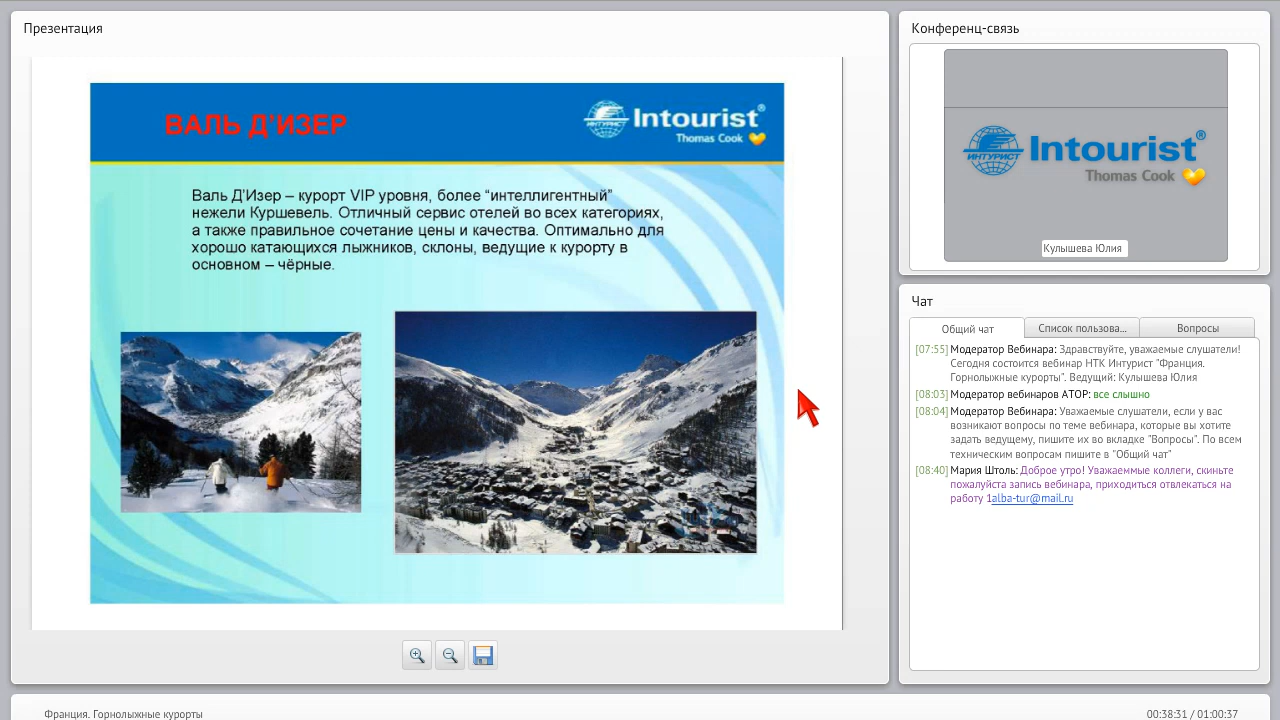 Презентация
ВАЛЬ Д'ИЗЕР
ИНТУРИСТ
Intourist®
Thomas Cook
Валь Д'Изер – курорт VIP уровня, более “интеллигентный”
нежели Куршевель. Отличный сервис отелей во всех категориях,
а также правильное сочетание цены и качества. Оптимально для
хорошо катающихся лыжников, склоны, ведущие к курорту в
основном – чёрные.
Конференц-связь
ИНТУРИСТ
Intourist®
Thomas Cook
Кулышева Юлия
Чат
Общий чат
Список пользова...
Вопросы
[07:55] Модератор Вебинара: Здравствуйте, уважаемые слушатели!
Сегодня состоится вебинар НТК Интурист "Франция.
Горнолыжные курорты". Ведущий: Кулышева Юлия
[08:03] Модератор вебинаров АТОР: все слышно
[08:04] Модератор Вебинара: Уважаемые слушатели, если у вас
возникают вопросы по теме вебинара, которые вы хотите
задать ведущему, пишите их во вкладке "Вопросы". По всем
техническим вопросам пишите в "Общий чат"
[08:40] Мария Штоль: Доброе утро! Уважаеммые коллеги, скиньте
пожалуйста запись вебинара, приходиться отвлекаться на
работу 1alba-tur@mail.ru
Франция. Горнолыжные курорты
00:38:31 / 01:00:37